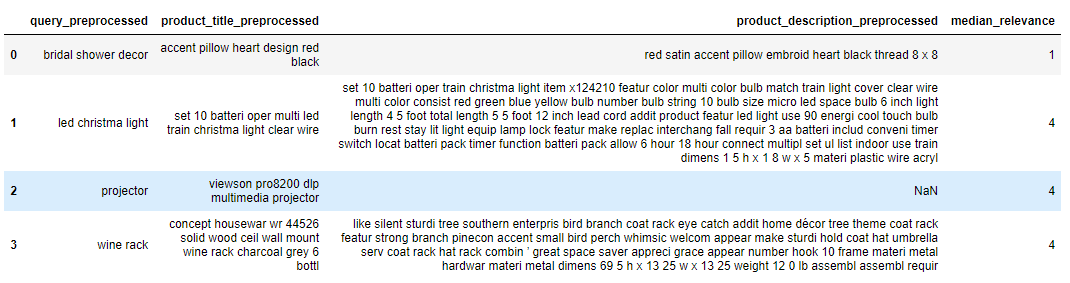 query_preprocessed product_title_preprocessed product_description_preprocessed median_relevance
0 bridal shower decor accent pillow heart design red black red satin accent pillow embroid heart black thread 8 x 8 1
1 led christma light set 10 batteri oper multi led train christma light clear wire
set 10 batteri oper train christma light item x124210 featur color multi color bulb match train light cover clear wire
multi color consist red green blue yellow bulb number bulb string 10 bulb size micro led space bulb 6 inch light
length 4 5 foot total length 5 5 foot 12 inch lead cord addit product featur led light use 90 energi cool touch bulb
burn rest stay lit light equip lamp lock featur make replac interchang fall requir 3 aa batteri includ conveni timer
switch locat batteri pack timer function batteri pack allow 6 hour 18 hour connect multipl set ul list indoor use train
dimens 1 5 h x 1 8 w x 5 materi plastic wire acryl
4
2 projector viewson pro8200 dlp multimedia projector NaN 4
3 wine rack concept housewar wr 44526 solid wood ceil wall mount wine rack charcoal grey 6 bottl
like silent sturdi tree southern enterpris bird branch coat rack eye catch addit home décor tree theme coat rack
featur strong branch pinecon accent small bird perch whimsic welcom appear make sturdi hold coat hat umbrella
serv coat rack hat rack combin ' great space saver appreci grace appear number hook 10 frame materi metal
hardwar materi metal dimens 69 5 h x 13 25 w x 13 25 weight 12 0 lb assembl assembl requir
4